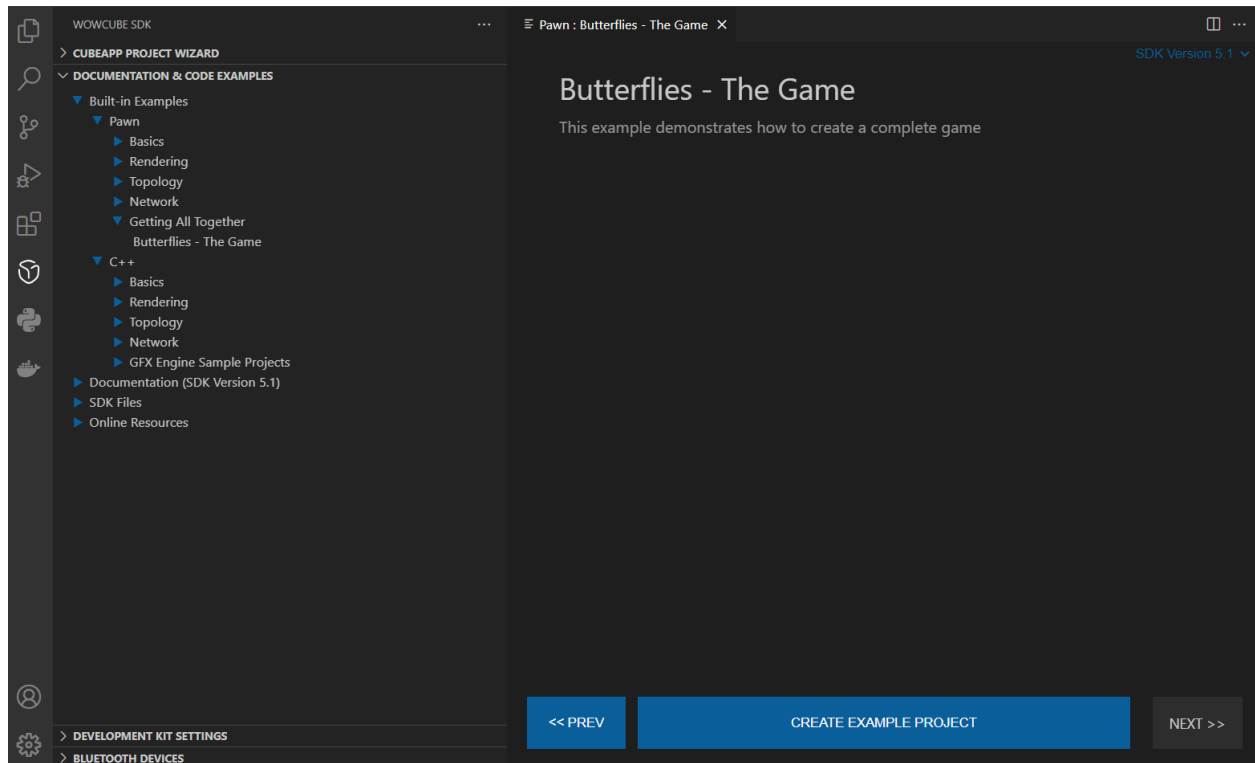 WOWCUBE SDK
CUBEAPP PROJECT WIZARD
DOCUMENTATION & CODE EXAMPLES
Built-in Examples
Pawn
Basics
Rendering
Topology
Network
Getting All Together
Butterflies - The Game
C++
Basics
Rendering
Topology
Network
GFX Engine Sample Projects
Documentation (SDK Version 5.1)
SDK Files
Online Resources
DEVELOPMENT KIT SETTINGS
BLUETOOTH DEVICES
Pawn : Butterflies - The Game
SDK Version 5.1
Butterflies - The Game
This example demonstrates how to create a complete game
<< PREV
CREATE EXAMPLE PROJECT
NEXT >>